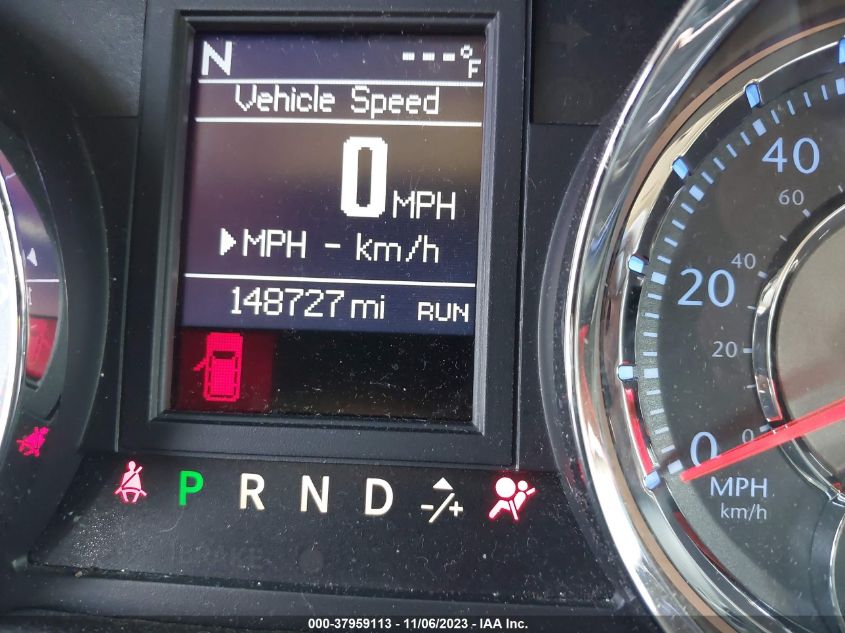 N ---°F
Vehicle Speed
0 MPH
MPH - km/h
148727 mi RUN
P R N D -/+
40
60
40
20
20
0
0
MPH
km/h
BRAKE
000-37959113 - 11/06/2023 - IAA Inc.